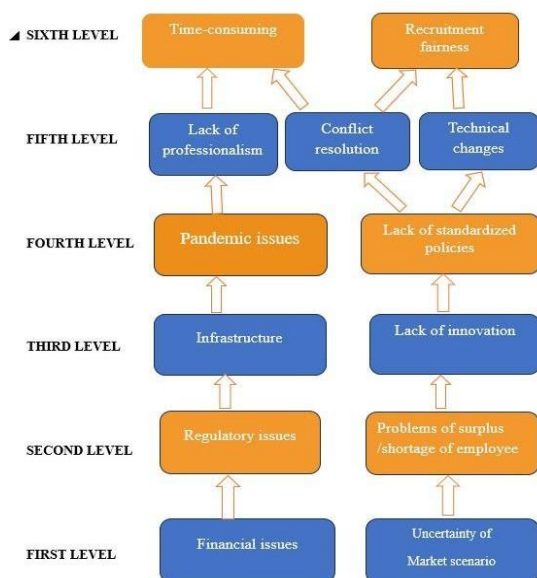 SIXTH LEVEL
Time-consuming
Recruitment
fairness
FIFTH LEVEL
Lack of
professionalism
Conflict
resolution
Technical
changes
FOURTH LEVEL
Pandemic issues
Lack of standardized
policies
THIRD LEVEL
Infrastructure
Lack of innovation
SECOND LEVEL
Regulatory issues
Problems of surplus
/shortage of employee
FIRST LEVEL
Financial issues
Uncertainty of
Market scenario